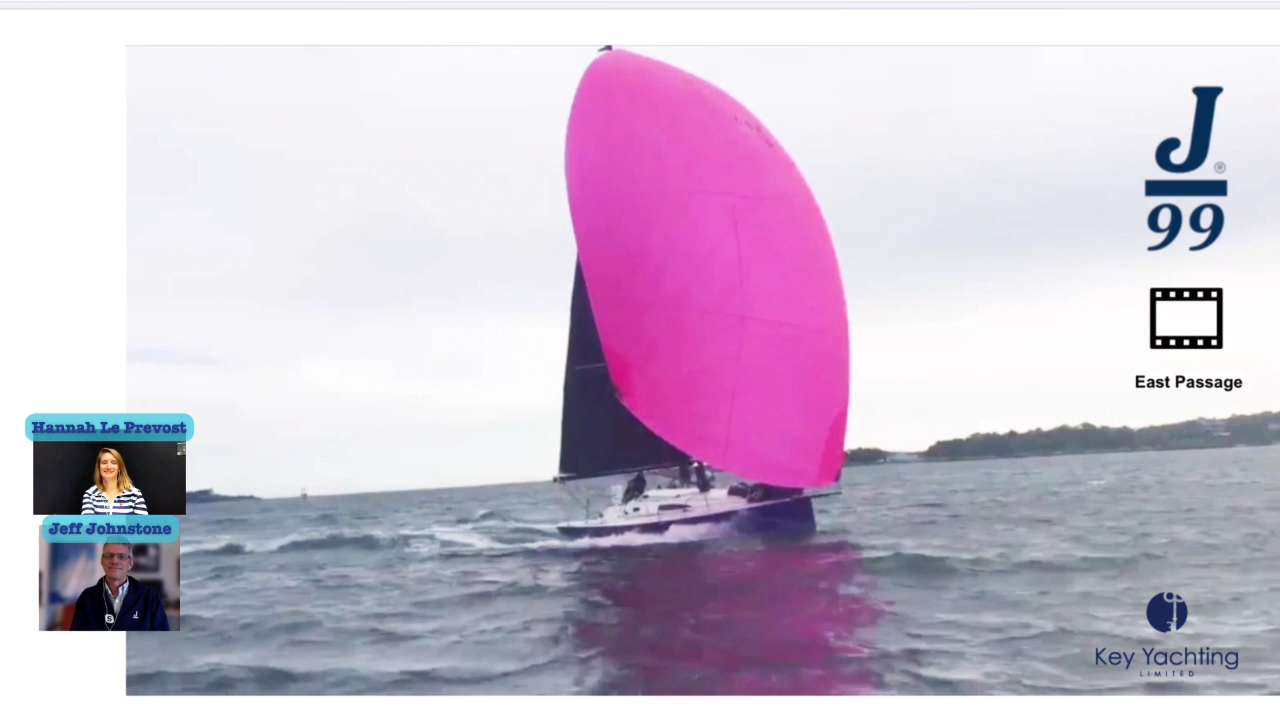 J®
99
East Passage
Hannah Le Prevost
Jeff Johnstone
Key Yachting
LIMITED